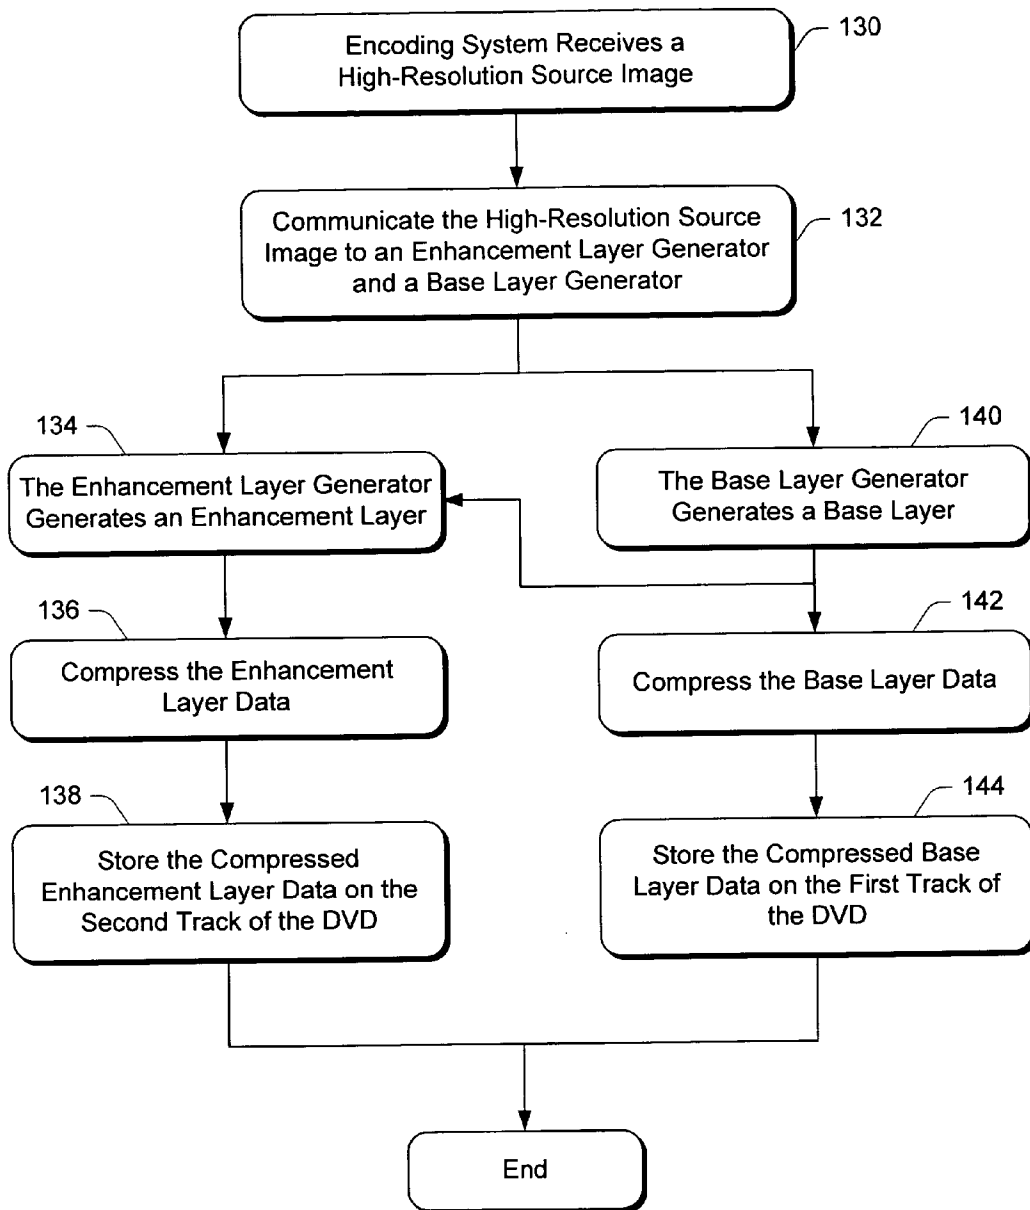 Encoding System Receives a
High-Resolution Source Image
130
Communicate the High-Resolution Source
Image to an Enhancement Layer Generator
and a Base Layer Generator
132
134
The Enhancement Layer Generator
Generates an Enhancement Layer
140
The Base Layer Generator
Generates a Base Layer
136
Compress the Enhancement
Layer Data
142
Compress the Base Layer Data
138
Store the Compressed
Enhancement Layer Data on the
Second Track of the DVD
144
Store the Compressed Base
Layer Data on the First Track of
the DVD
End